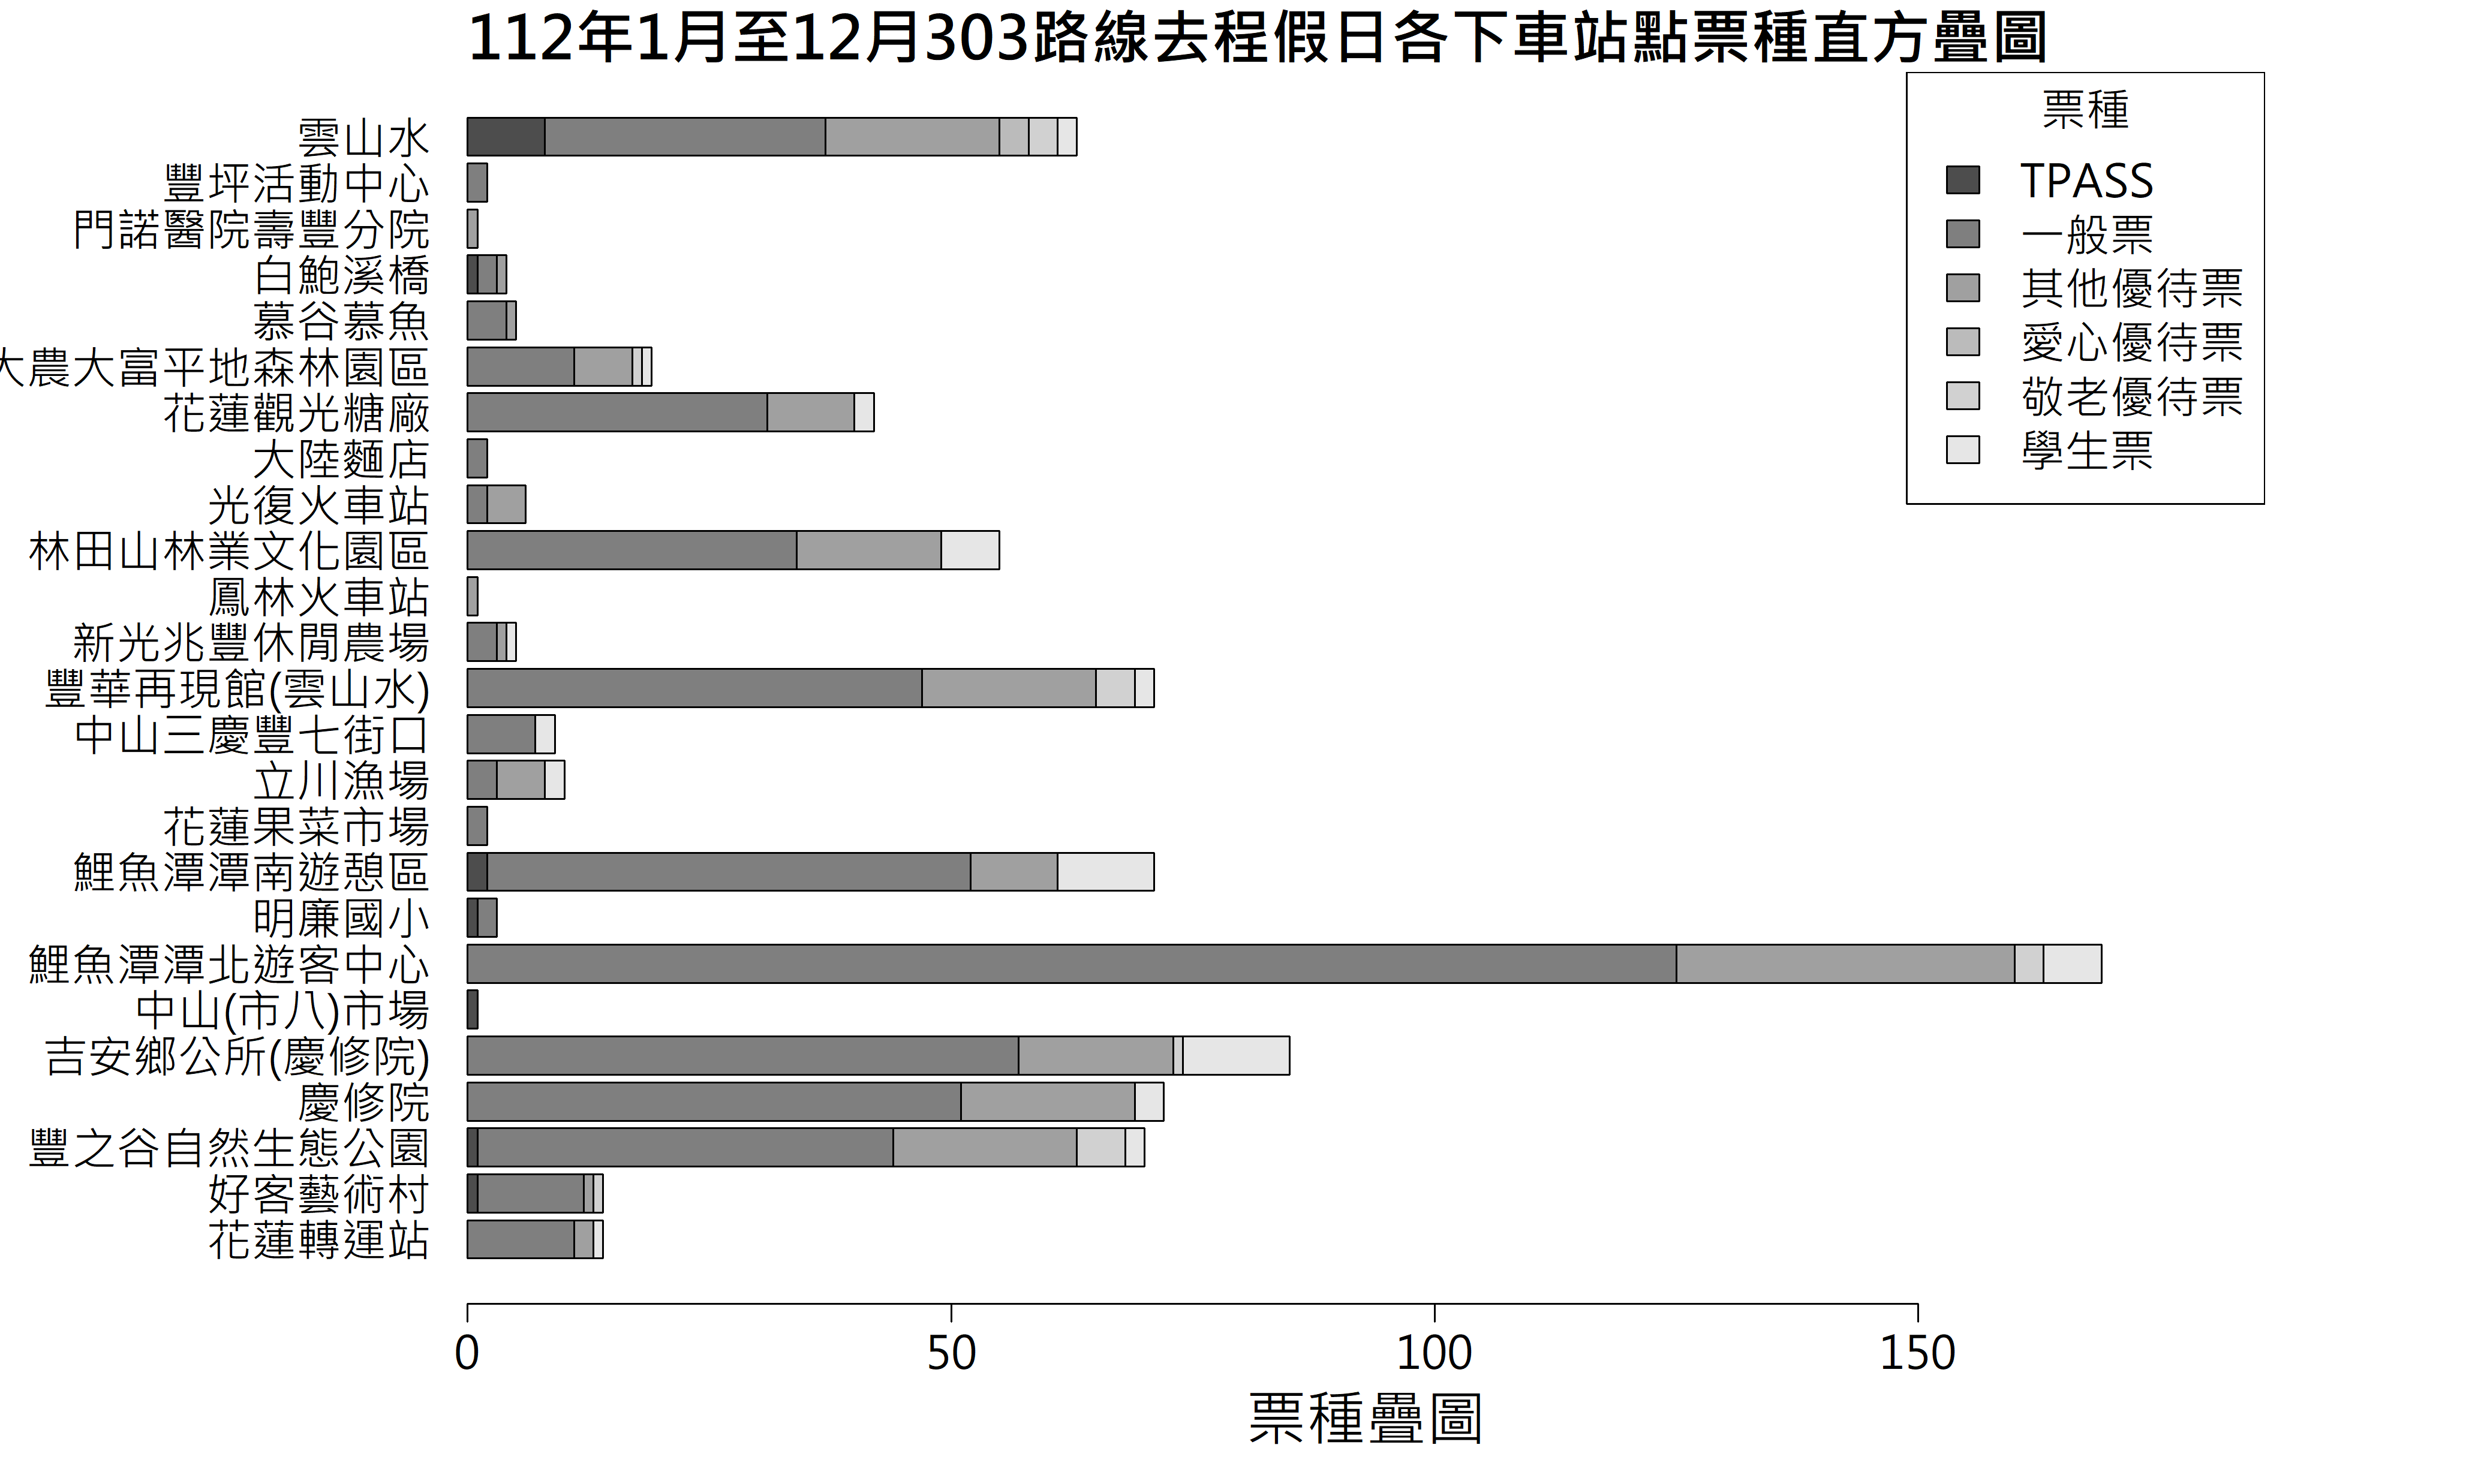 112年1月至12月303路線去程假日各下車站點票種直方疊圖
票種
TPASS
一般票
其他優待票
愛心優待票
敬老優待票
學生票
雲山水
豐坪活動中心
門諾醫院壽豐分院
白鮑溪橋
慕谷慕魚
大農大富平地森林園區
花蓮觀光糖廠
大陸麵店
光復火車站
林田山林業文化園區
鳳林火車站
新光兆豐休閒農場
豐華再現館(雲山水)
中山三慶豐七街口
立川漁場
花蓮果菜市場
鯉魚潭潭南遊憩區
明廉國小
鯉魚潭潭北遊客中心
中山(市八)市場
吉安鄉公所(慶修院)
慶修院
豐之谷自然生態公園
好客藝術村
花蓮轉運站
0 50 100 150
票種疊圖